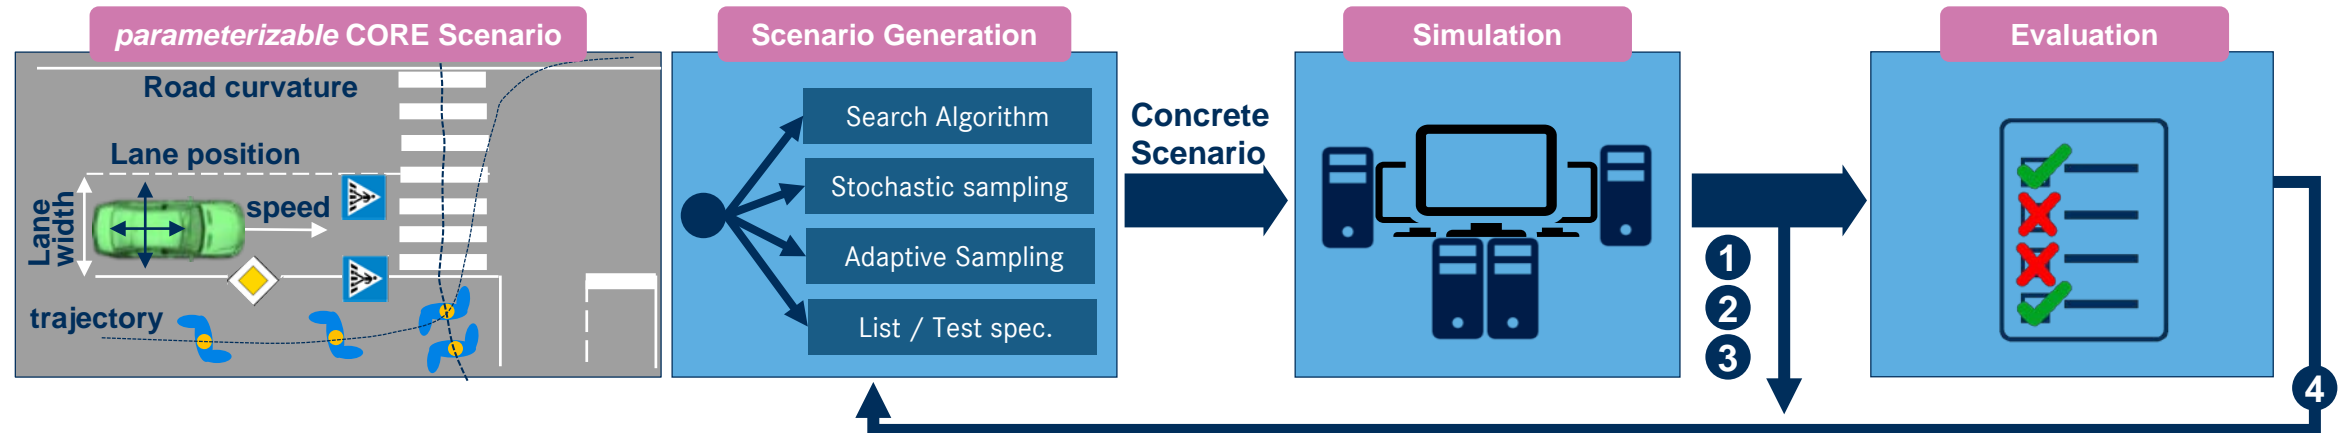 parameterizable CORE Scenario
Road curvature
Lane position
Lane
width
speed
trajectory
Scenario Generation
Search Algorithm
Stochastic sampling
Adaptive Sampling
List / Test spec.
Concrete
Scenario
Simulation
1
2
3
Evaluation
4